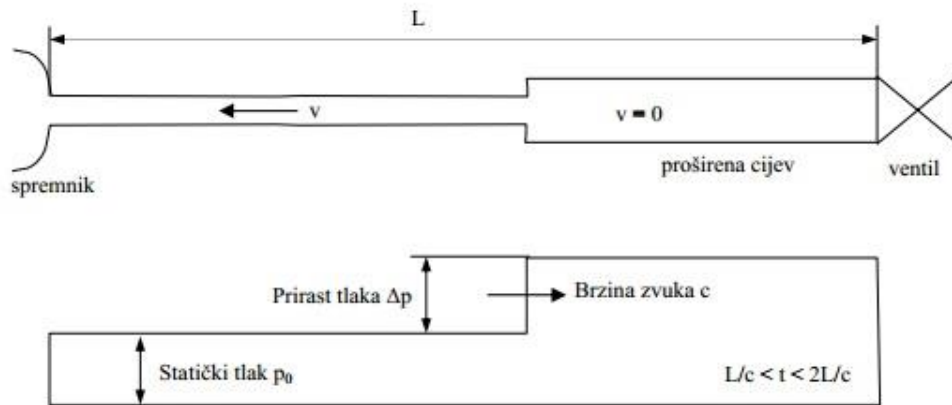 L
v
v = 0
spremnik
proširena cijev
ventil
Prirast tlaka Δp
Brzina zvuka c
Statički tlak p₀
L/c < t < 2L/c